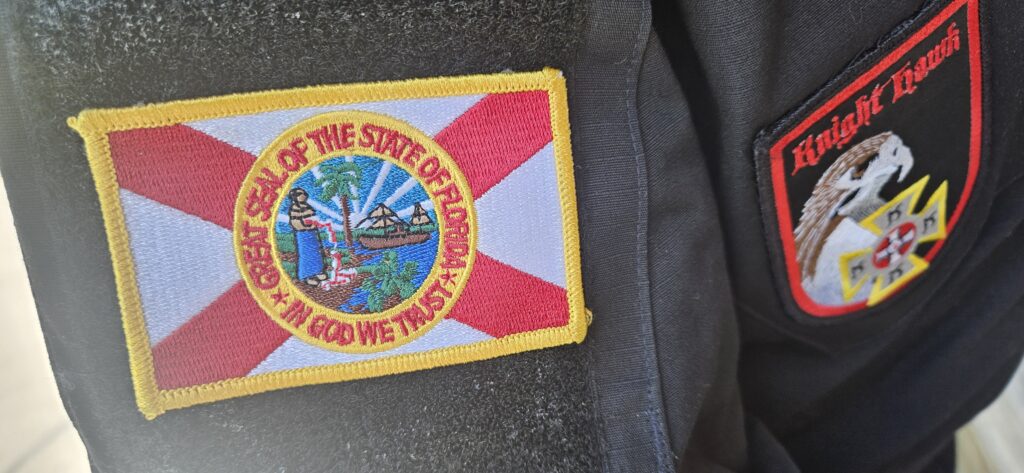 GREAT SEAL OF THE STATE OF FLORIDA
IN GOD WE TRUST
Knight Hawk
K
K
K
K